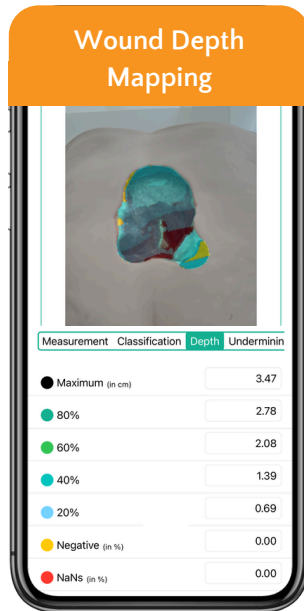 Wound Depth
Mapping
Measurement Classification Depth Underminin
Maximum (in cm) 3.47
80% 2.78
60% 2.08
40% 1.39
20% 0.69
Negative (in %) 0.00
NaNs (in %) 0.00